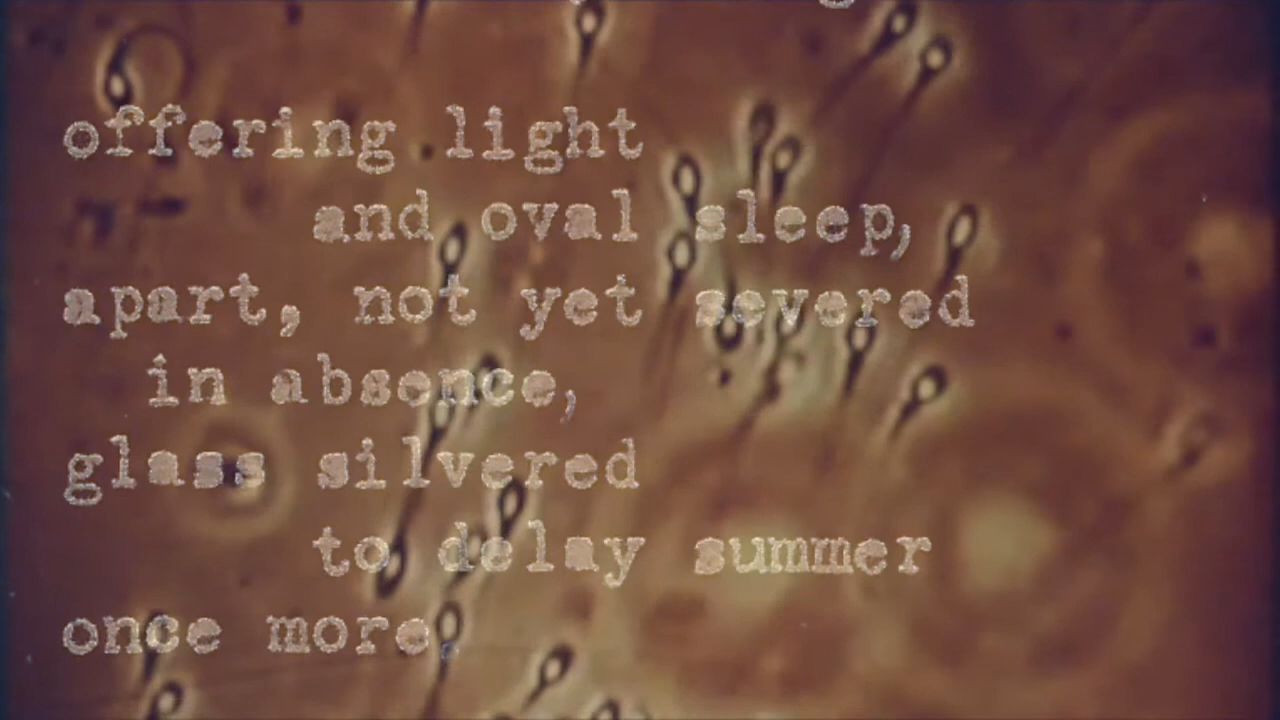 offering light
and oval sleep,
apart, not yet severed
in absence,
glass silvered
to delay summer
once more,